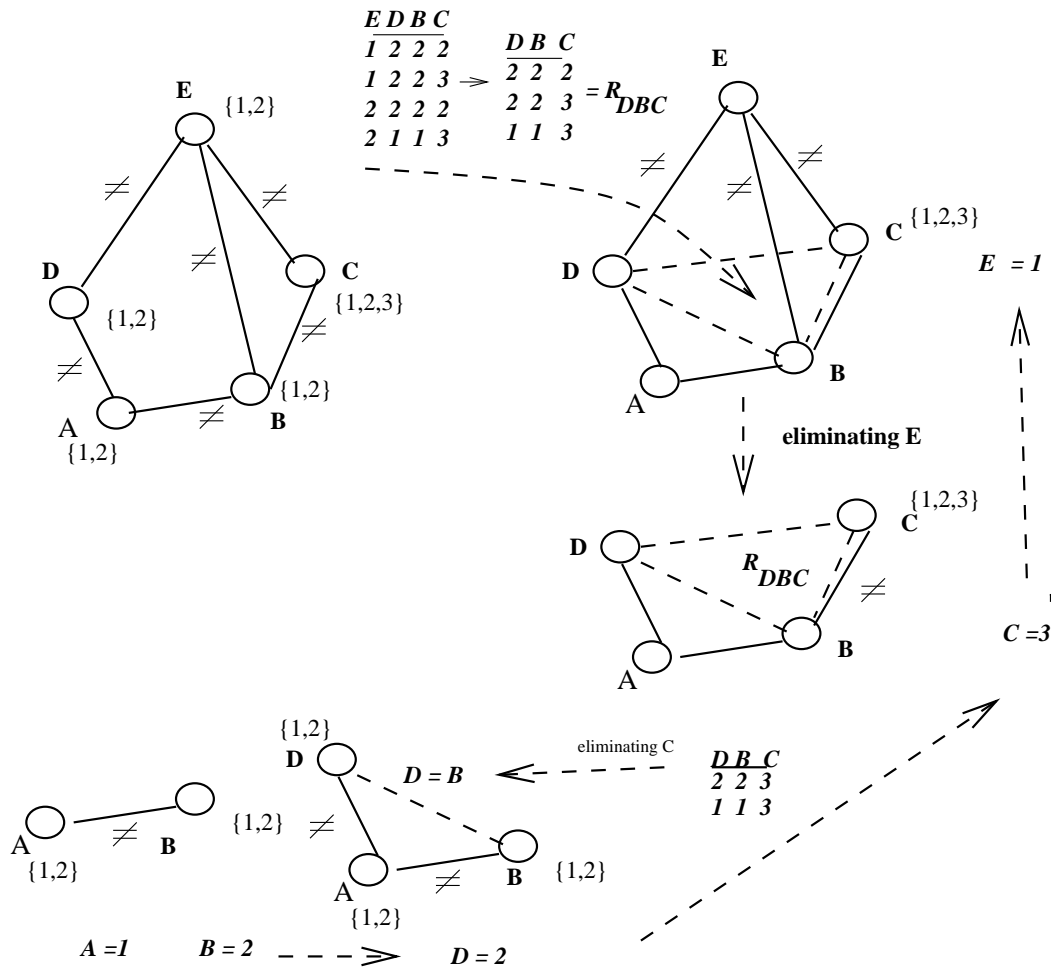 E D B C
1 2 2 2
1 2 2 3
2 2 2 2
2 1 1 3
D B C
2 2 2
2 2 3
1 1 3
= R DBC
E
{1,2}
≠
≠
≠
D
{1,2}
C
{1,2,3}
≠
≠
≠
A
{1,2}
{1,2}
B
E
≠
≠
≠
C
{1,2,3}
D
B
A
E = 1
eliminating E
{1,2,3}
C
D
R DBC
≠
B
A
C =3
{1,2}
D
D = B
eliminating C
D B C
2 2 3
1 1 3
≠
A
≠
B
{1,2}
{1,2}
A
≠
B
{1,2}
{1,2}
A =1
B = 2
D = 2